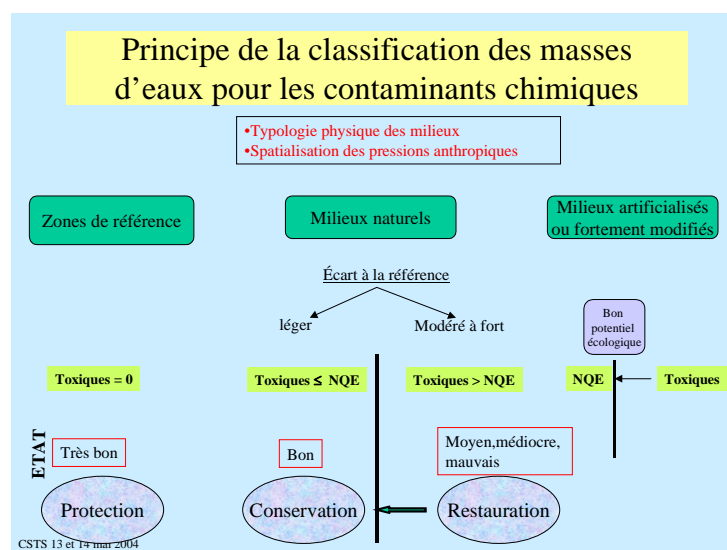 Principe de la classification des masses
d'eaux pour les contaminants chimiques
•Typologie physique des milieux
•Spatialisation des pressions anthropiques
Zones de référence
Milieux naturels
Milieux artificialisés
ou fortement modifiés
Écart à la référence
léger
Modéré à fort
Bon
potentiel
écologique
Toxiques = 0
Toxiques ≤ NQE
Toxiques > NQE
NQE
Toxiques
ETAT
Très bon
Bon
Moyen,médiocre,
mauvais
Protection
Conservation
Restauration
CSTS 13 et 14 mai 2004